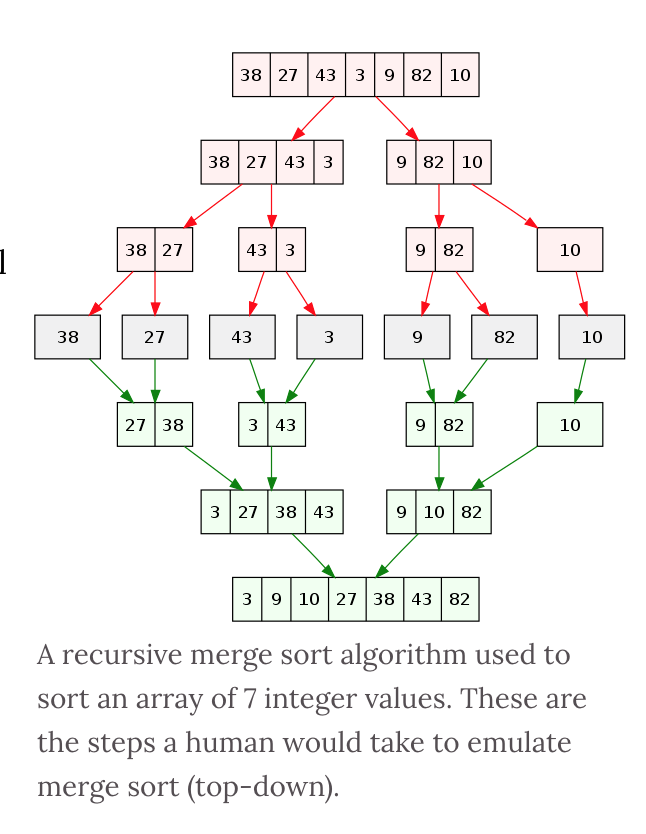 38 27 43 3 9 82 10
38 27 43 3 9 82 10
38 27 43 3 9 82 10
l
38 27 43 3 9 82 10
27 38 3 43 9 82 10
3 27 38 43 9 10 82
3 9 10 27 38 43 82
A recursive merge sort algorithm used to
sort an array of 7 integer values. These are
the steps a human would take to emulate
merge sort (top-down).